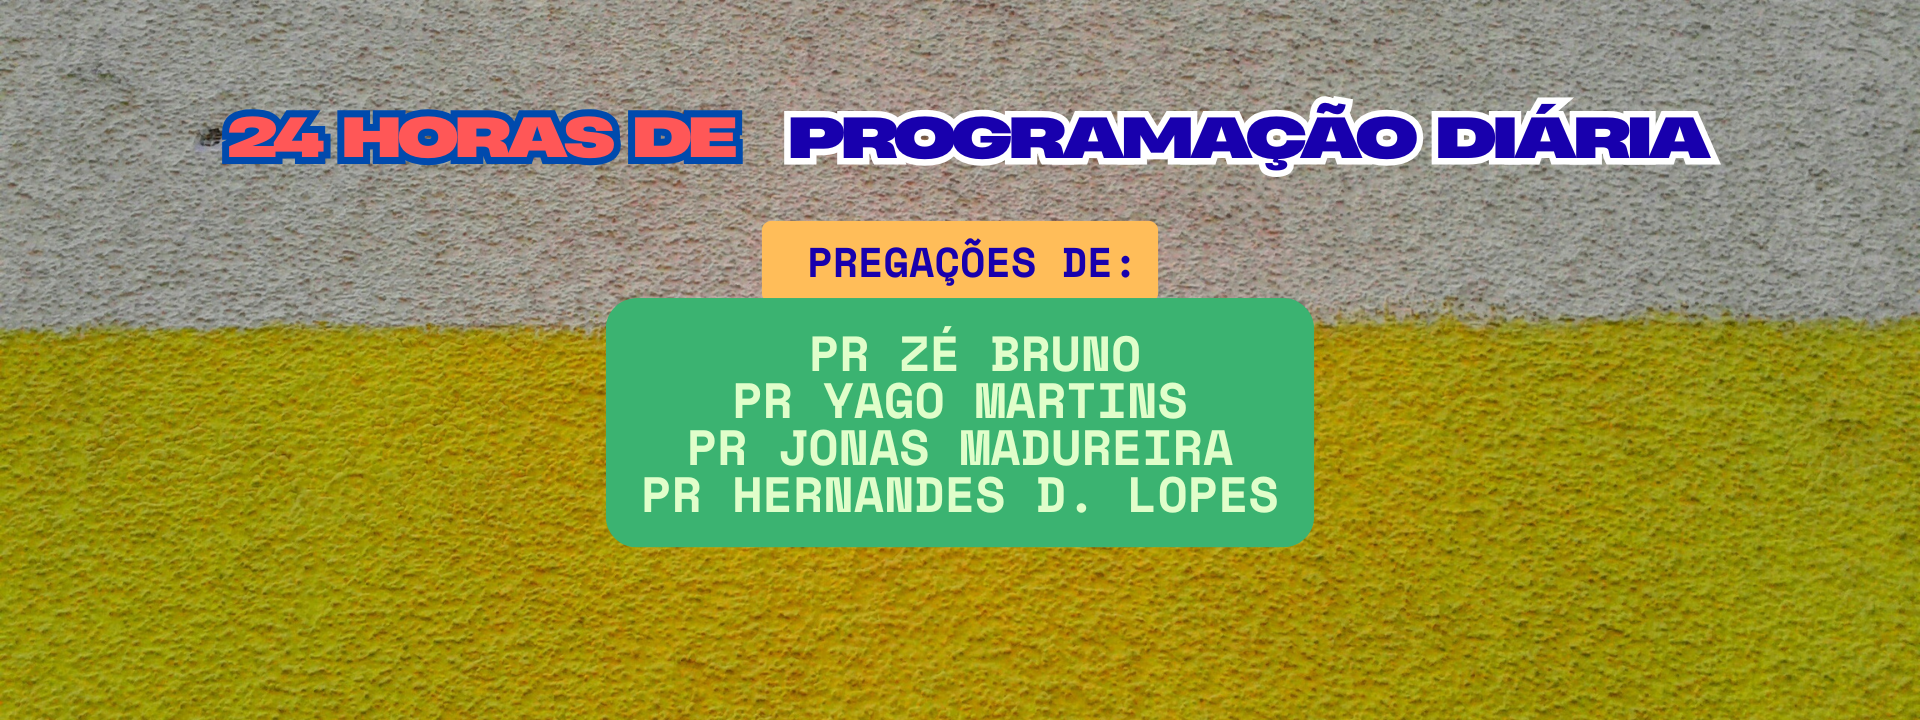 24 HORAS DE PROGRAMAÇÃO DIÁRIA
PREGAÇÕES DE:
PR ZÉ BRUNO
PR YAGO MARTINS
PR JONAS MADUREIRA
PR HERNANDES D. LOPES